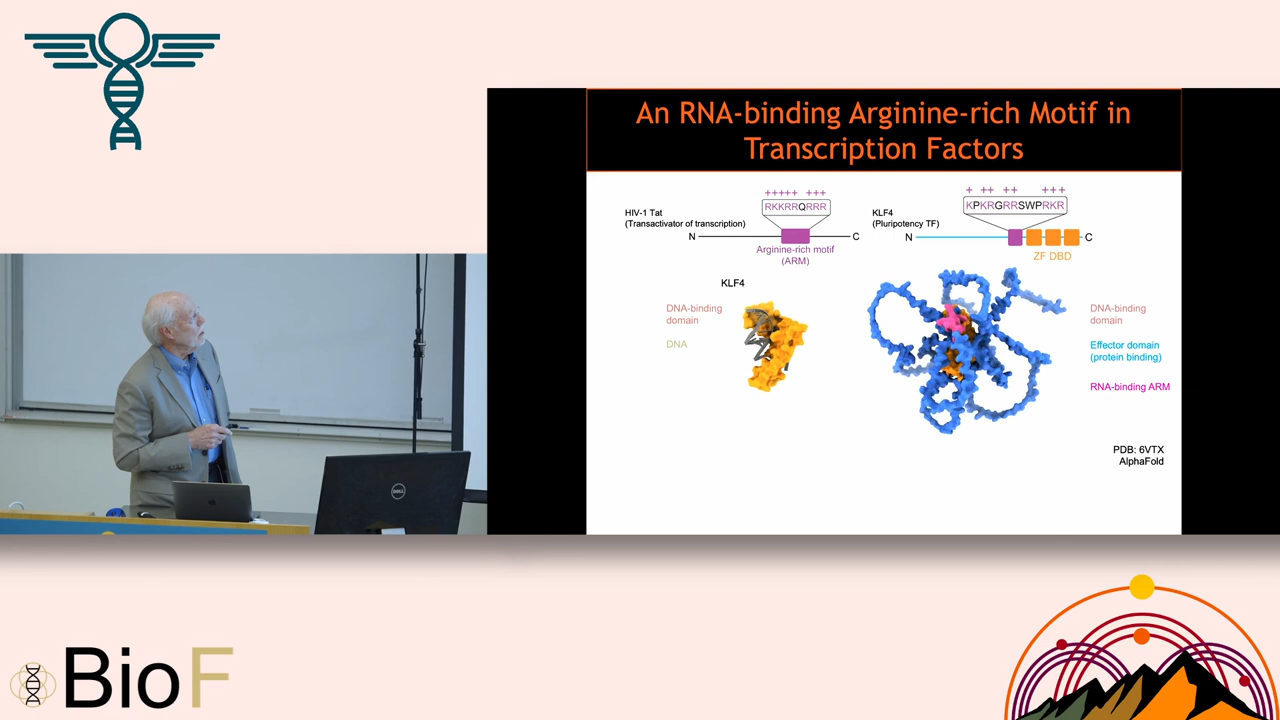 An RNA-binding Arginine-rich Motif in
Transcription Factors
+++++ +++
RKKRRQRRR
HIV-1 Tat
(Transactivator of transcription)
N
C
Arginine-rich motif
(ARM)
+ ++ ++ +++
KPKRGRRSWPRKR
KLF4
(Pluripotency TF)
N
C
ZF DBD
KLF4
DNA-binding
domain
DNA
DNA-binding
domain
Effector domain
(protein binding)
RNA-binding ARM
PDB: 6VTX
AlphaFold
DELL
BioF